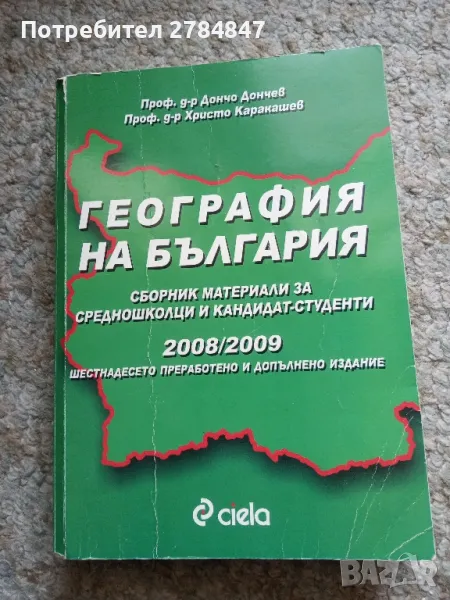 Потребител 2784847
Проф. д-р Дончо Дончев
Проф. д-р Христо Каракашев
ГЕОГРАФИЯ
НА БЪЛГАРИЯ
СБОРНИК МАТЕРИАЛИ ЗА
СРЕДНОШКОЛЦИ И КАНДИДАТ-СТУДЕНТИ
2008/2009
ШЕСТНАДЕСЕТО ПРЕРАБОТЕНО И ДОПЪЛНЕНО ИЗДАНИЕ
ciela
BAZAR